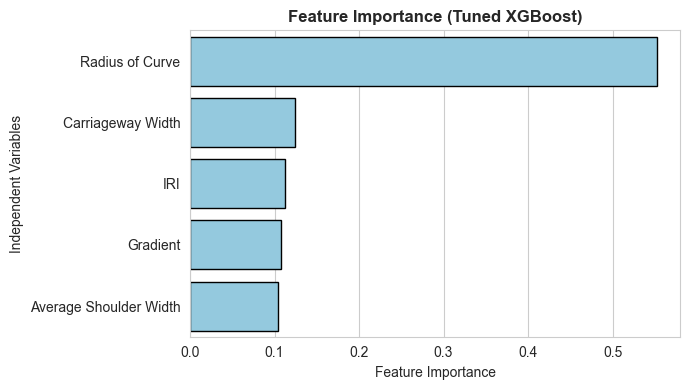 Feature Importance (Tuned XGBoost)
Independent Variables
Radius of Curve
Carriageway Width
IRI
Gradient
Average Shoulder Width
0.0 0.1 0.2 0.3 0.4 0.5
Feature Importance